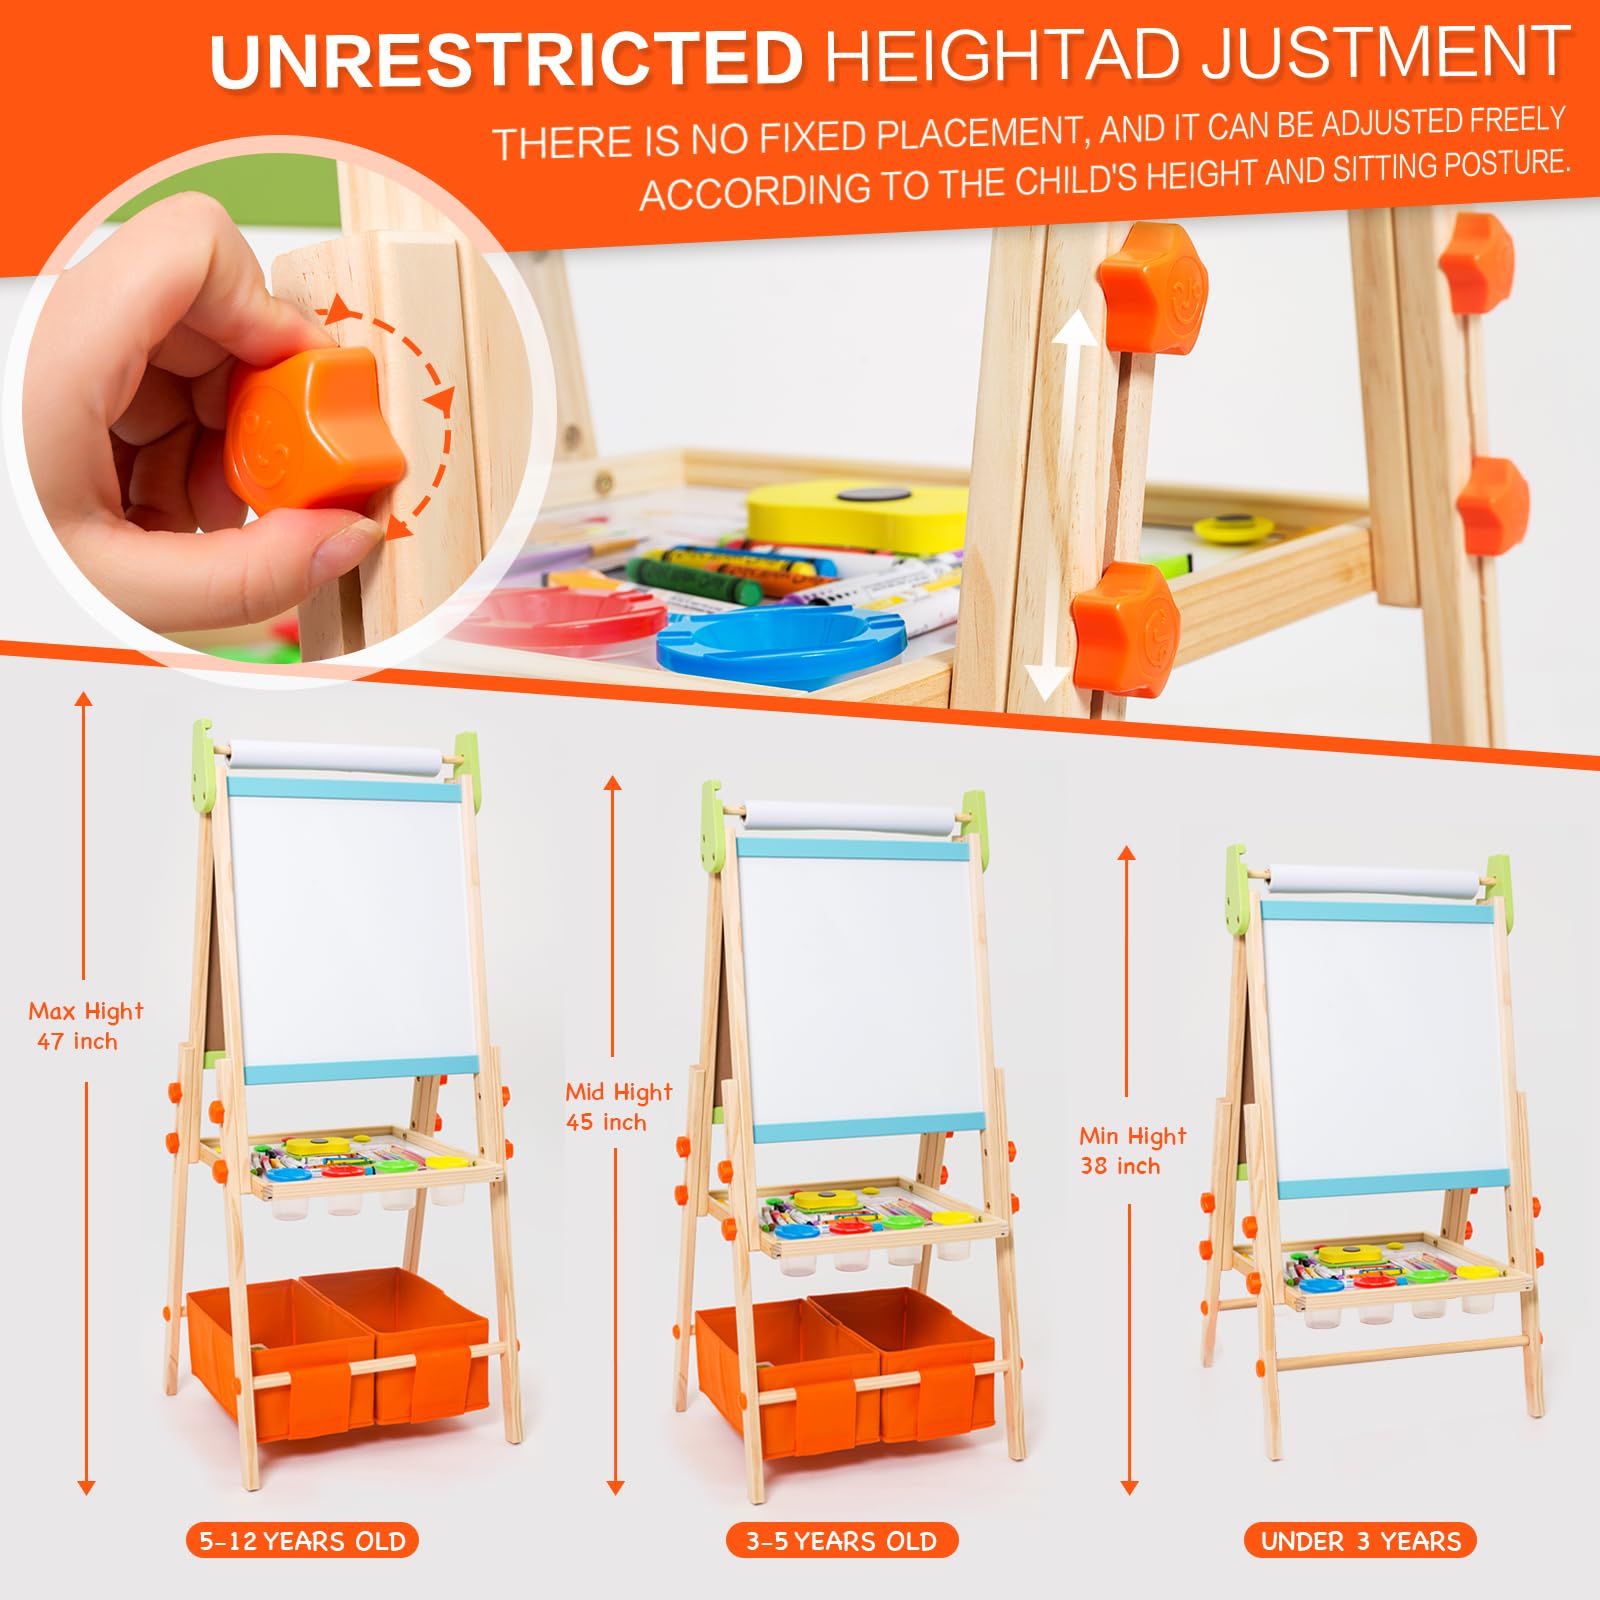 UNRESTRICTED HEIGHTAD JUSTMENT
THERE IS NO FIXED PLACEMENT, AND IT CAN BE ADJUSTED FREELY
ACCORDING TO THE CHILD'S HEIGHT AND SITTING POSTURE.
Max Hight
47 inch
Mid Hight
45 inch
Min Hight
38 inch
5-12 YEARS OLD
3-5 YEARS OLD
UNDER 3 YEARS